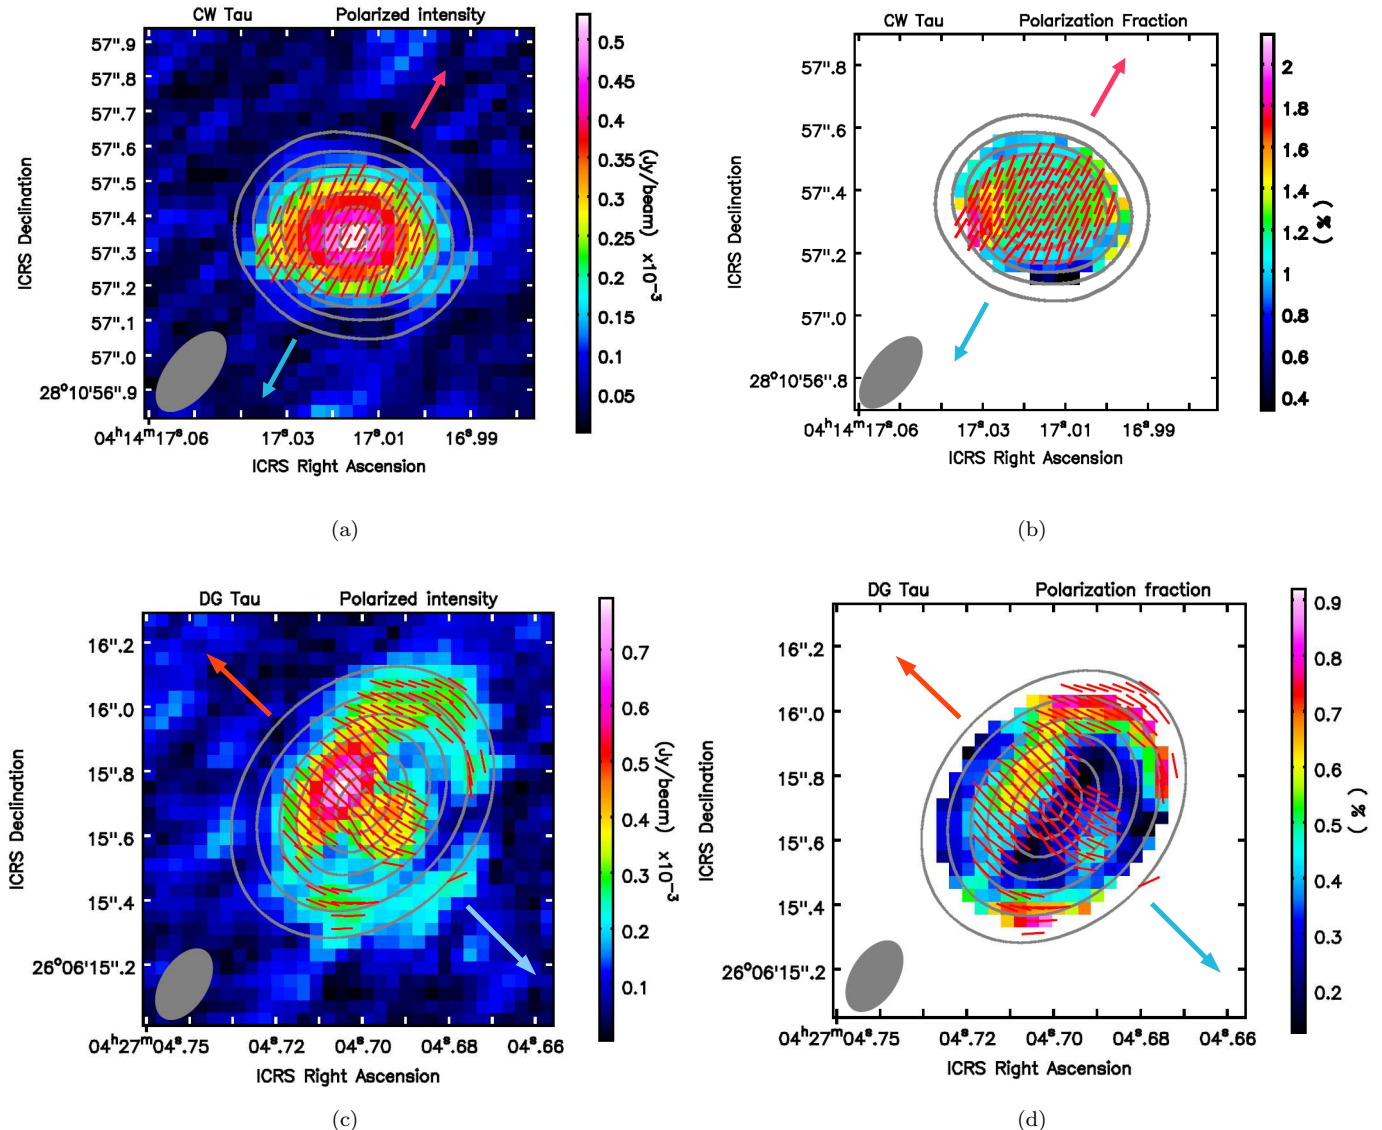 CW Tau Polarized intensity
57".9
57".8
57".7
57".6
57".5
57".4
57".3
57".2
57".1
57".0
28°10'56".9
04ʰ14ᵐ17ˢ.06 17ˢ.03 17ˢ.01 16ˢ.99
ICRS Right Ascension
ICRS Declination
0.5
0.45
0.4
0.35
0.3
0.25
0.2
0.15
0.1
0.05
(Jy/beam) x10⁻³
(a)
CW Tau Polarization Fraction
57".8
57".6
57".4
57".2
57".0
28°10'56".8
04ʰ14ᵐ17ˢ.06 17ˢ.03 17ˢ.01 16ˢ.99
ICRS Right Ascension
ICRS Declination
2
1.8
1.6
1.4
1.2
1
0.8
0.6
0.4
( % )
(b)
DG Tau Polarized intensity
16".2
16".0
15".8
15".6
15".4
26°06'15".2
04ʰ27ᵐ04ˢ.75 04ˢ.72 04ˢ.70 04ˢ.68 04ˢ.66
ICRS Right Ascension
ICRS Declination
0.7
0.6
0.5
0.4
0.3
0.2
0.1
(Jy/beam) x10⁻³
(c)
DG Tau Polarization fraction
16".2
16".0
15".8
15".6
15".4
26°06'15".2
04ʰ27ᵐ04ˢ.75 04ˢ.72 04ˢ.70 04ˢ.68 04ˢ.66
ICRS Right Ascension
ICRS Declination
0.9
0.8
0.7
0.6
0.5
0.4
0.3
0.2
( % )
(d)